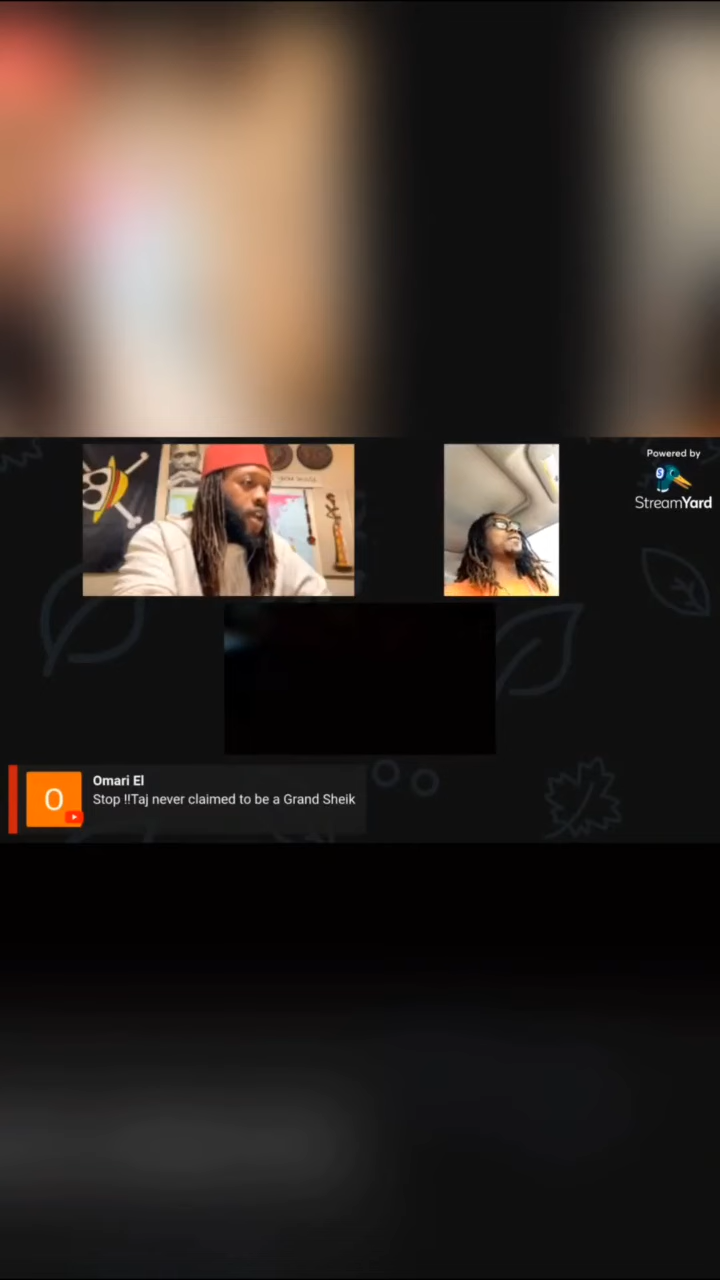 Powered by
StreamYard
O
Omari El
Stop !!Taj never claimed to be a Grand Sheik